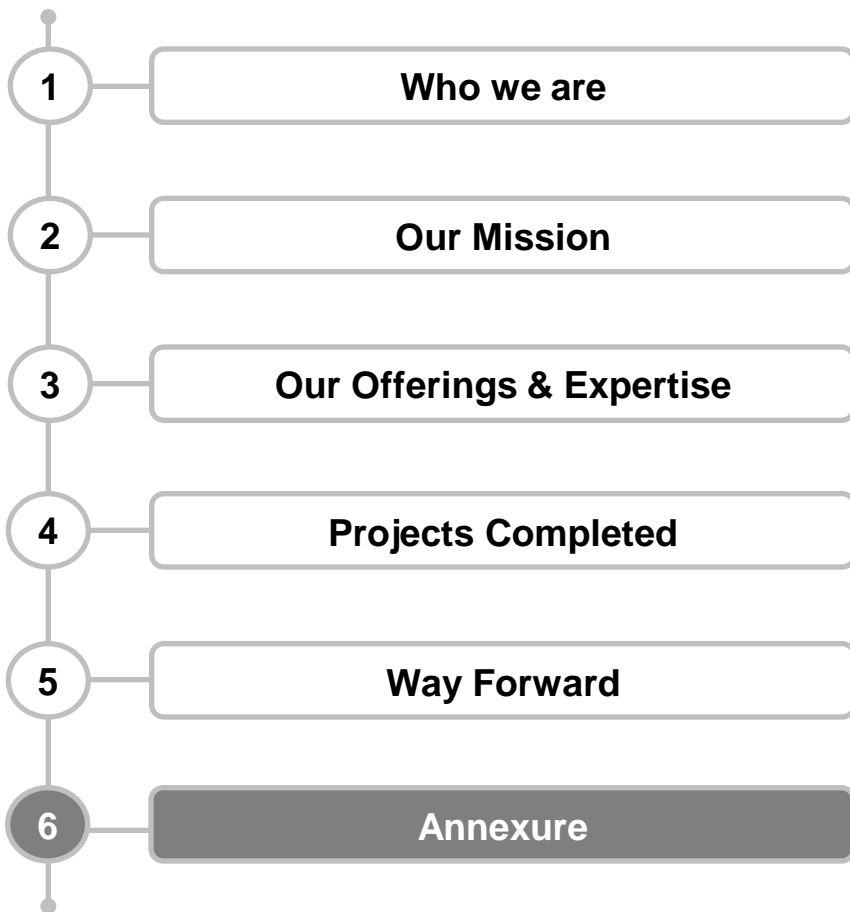 1 Who we are
2 Our Mission
3 Our Offerings & Expertise
4 Projects Completed
5 Way Forward
6 Annexure